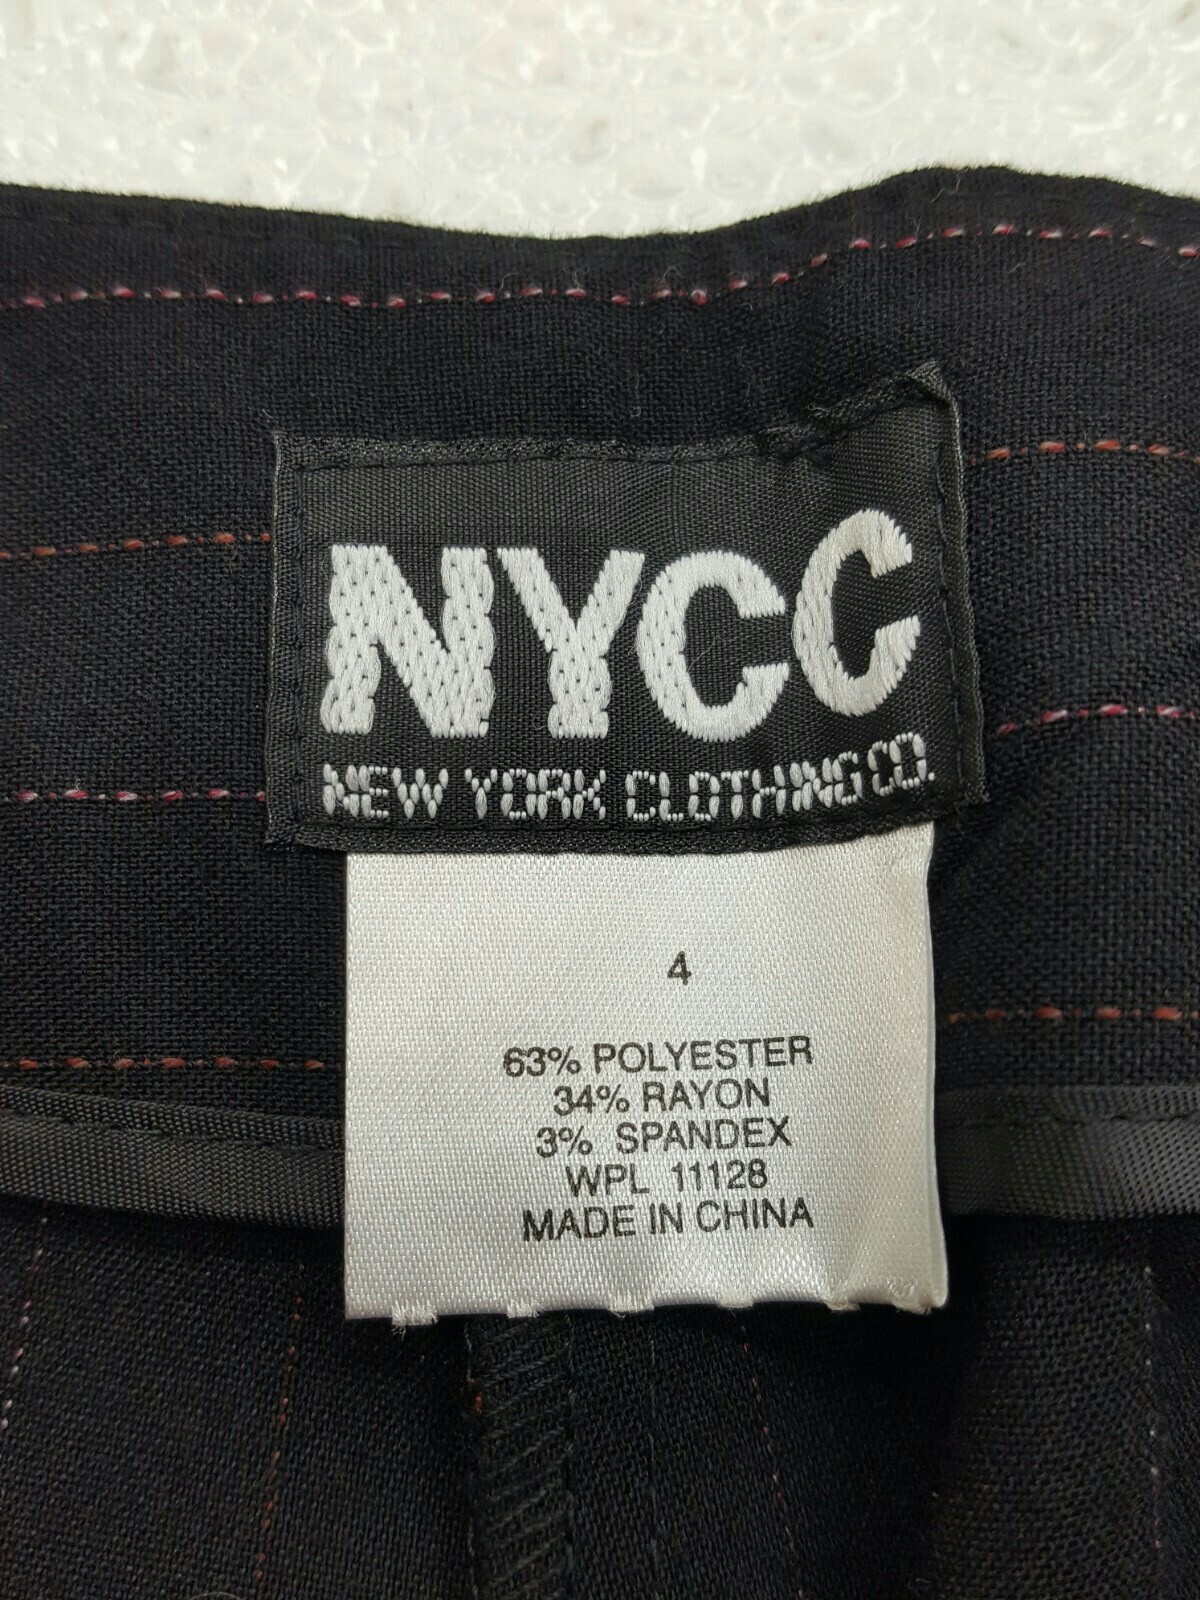 NYCC
NEW YORK CLOTHING CO.
4
63% POLYESTER
34% RAYON
3% SPANDEX
WPL 11128
MADE IN CHINA